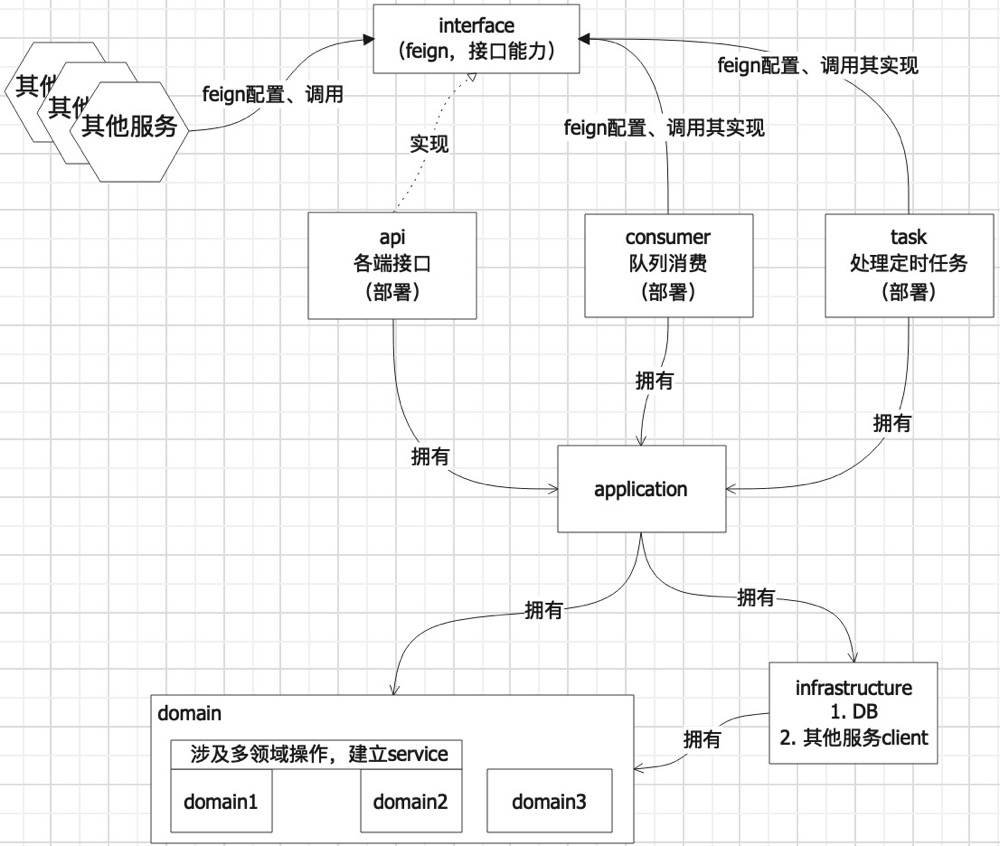 interface
（feign，接口能力）
其他
其他
其他服务
feign配置、调用
实现
feign配置、调用其实现
feign配置、调用其实现
api
各端接口
（部署）
consumer
队列消费
（部署）
task
处理定时任务
（部署）
拥有
拥有
拥有
application
拥有
拥有
infrastructure
1. DB
2. 其他服务client
拥有
domain
涉及多领域操作，建立service
domain1
domain2
domain3